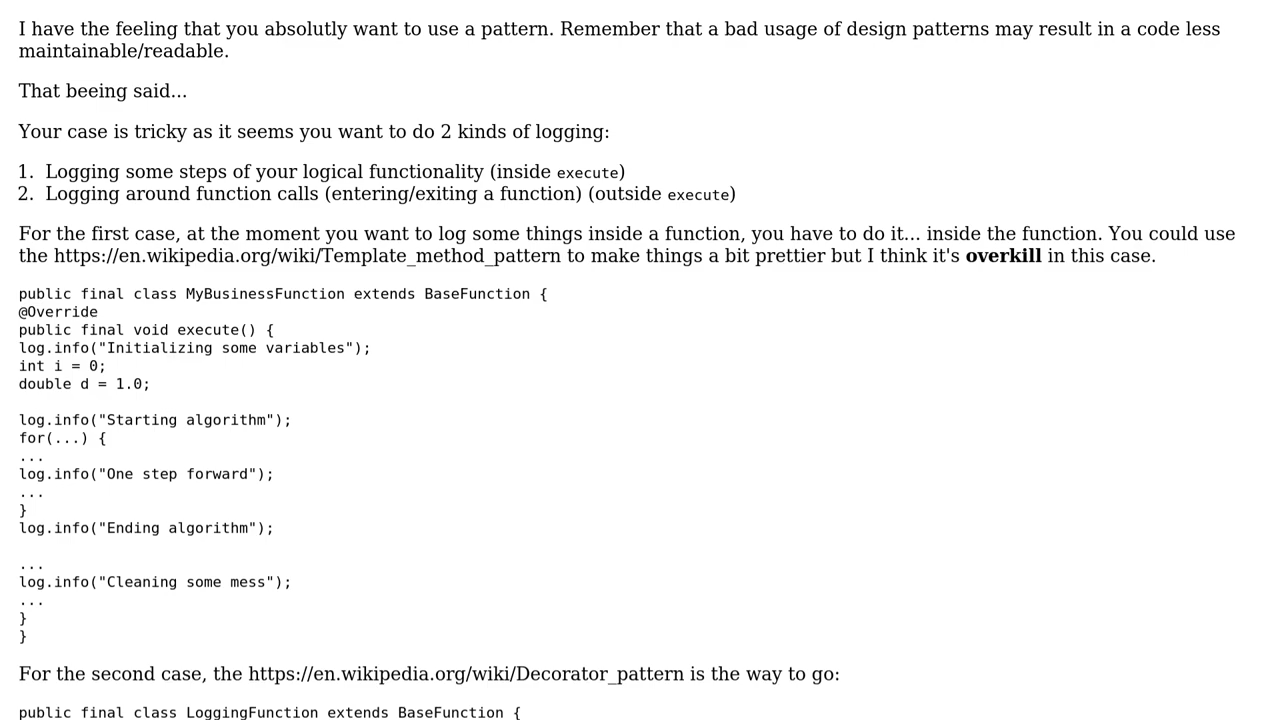 I have the feeling that you absolutly want to use a pattern. Remember that a bad usage of design patterns may result in a code less
maintainable/readable.
That beeing said...
Your case is tricky as it seems you want to do 2 kinds of logging:
1. Logging some steps of your logical functionality (inside execute)
2. Logging around function calls (entering/exiting a function) (outside execute)
For the first case, at the moment you want to log some things inside a function, you have to do it... inside the function. You could use
the https://en.wikipedia.org/wiki/Template_method_pattern to make things a bit prettier but I think it's overkill in this case.
public final class MyBusinessFunction extends BaseFunction {
@Override
public final void execute() {
log.info("Initializing some variables");
int i = 0;
double d = 1.0;
log.info("Starting algorithm");
for(...) {
...
log.info("One step forward");
...
}
log.info("Ending algorithm");
...
log.info("Cleaning some mess");
...
}
}
For the second case, the https://en.wikipedia.org/wiki/Decorator_pattern is the way to go:
public final class LoggingFunction extends BaseFunction {